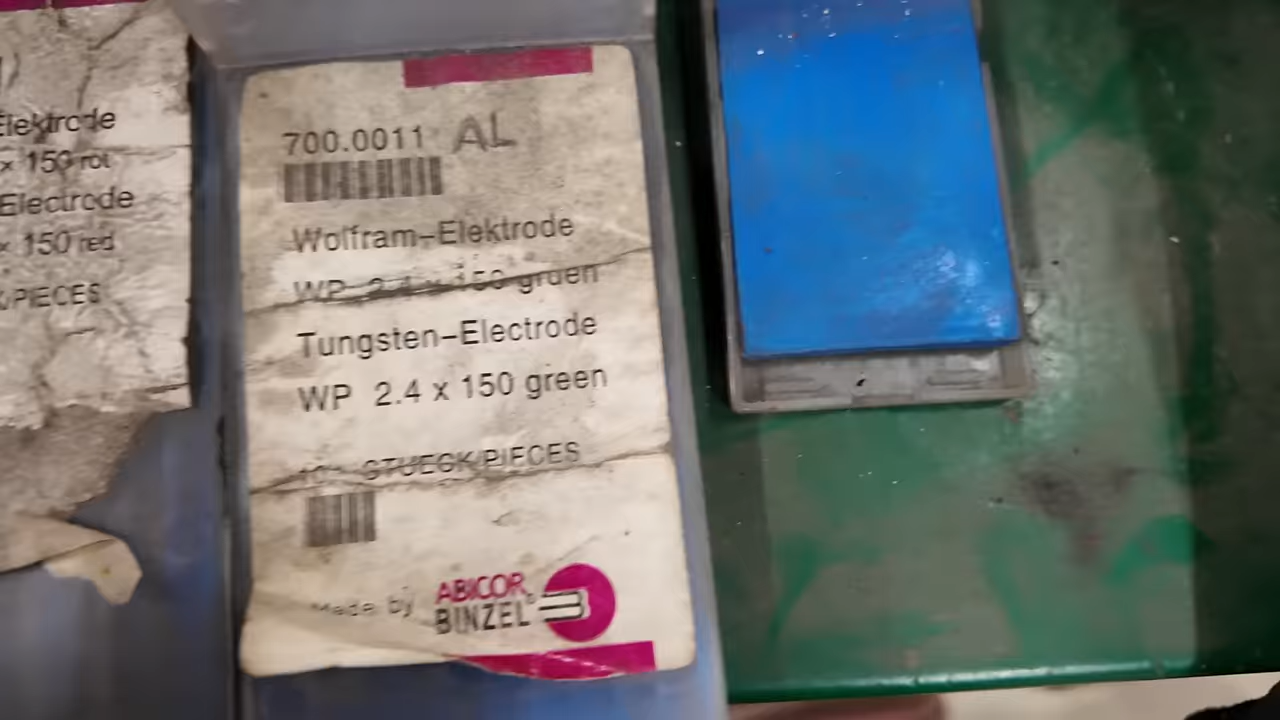 Elektrode
x 150 rot
Electrode
x 150 red
/PIECES
700.0011 AL
Wolfram-Elektrode
WP 2.4 x 150 gruen
Tungsten-Electrode
WP 2.4 x 150 green
STUECK/PIECES
Made by ABICOR BINZEL®